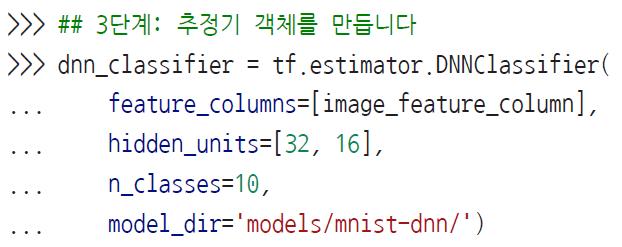 >>> ## 3단계: 추정기 객체를 만듭니다
>>> dnn_classifier = tf.estimator.DNNClassifier(
...     feature_columns=[image_feature_column],
...     hidden_units=[32, 16],
...     n_classes=10,
...     model_dir='models/mnist-dnn/')